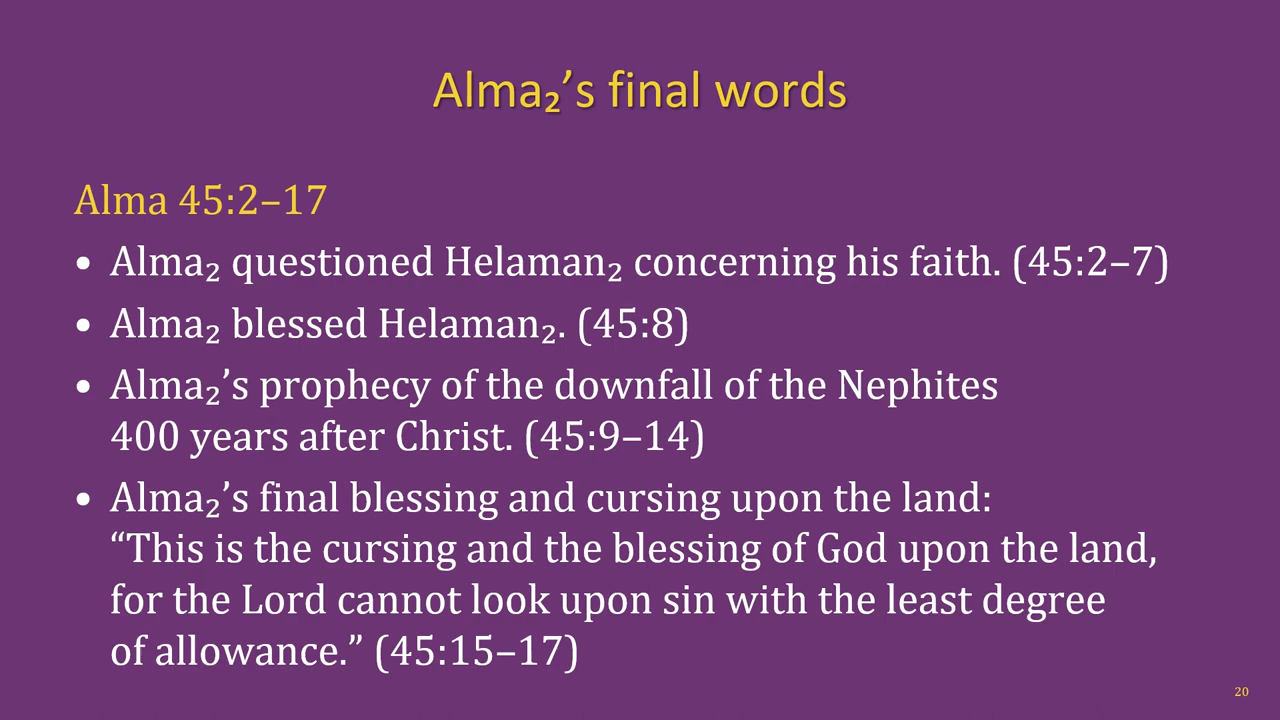 Alma₂’s final words
Alma 45:2–17
• Alma₂ questioned Helaman₂ concerning his faith. (45:2–7)
• Alma₂ blessed Helaman₂. (45:8)
• Alma₂’s prophecy of the downfall of the Nephites
400 years after Christ. (45:9–14)
• Alma₂’s final blessing and cursing upon the land:
“This is the cursing and the blessing of God upon the land,
for the Lord cannot look upon sin with the least degree
of allowance.” (45:15–17)
20